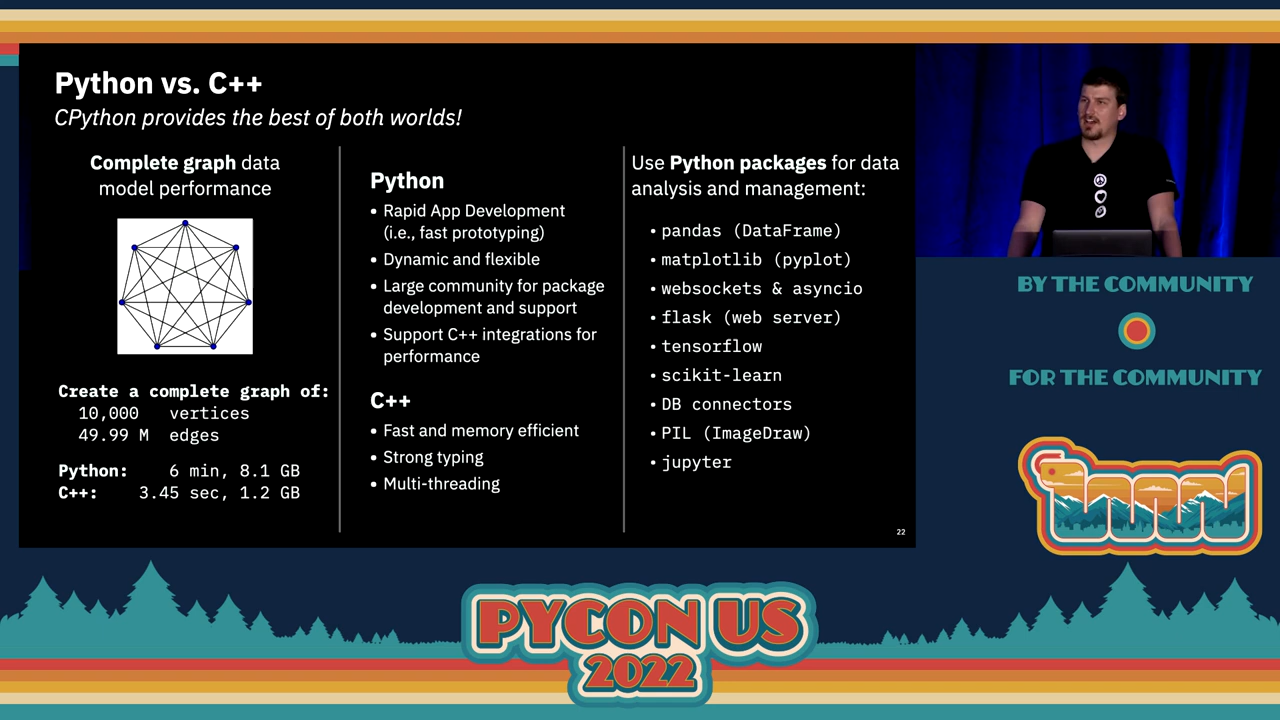 Python vs. C++
CPython provides the best of both worlds!
Complete graph data
model performance
Create a complete graph of:
10,000 vertices
49.99 M edges
Python: 6 min, 8.1 GB
C++: 3.45 sec, 1.2 GB
Python
• Rapid App Development
(i.e., fast prototyping)
• Dynamic and flexible
• Large community for package
development and support
• Support C++ integrations for
performance
C++
• Fast and memory efficient
• Strong typing
• Multi-threading
Use Python packages for data
analysis and management:
• pandas (DataFrame)
• matplotlib (pyplot)
• websockets & asyncio
• flask (web server)
• tensorflow
• scikit-learn
• DB connectors
• PIL (ImageDraw)
• jupyter
22
BY THE COMMUNITY
FOR THE COMMUNITY
PYCON US
2022